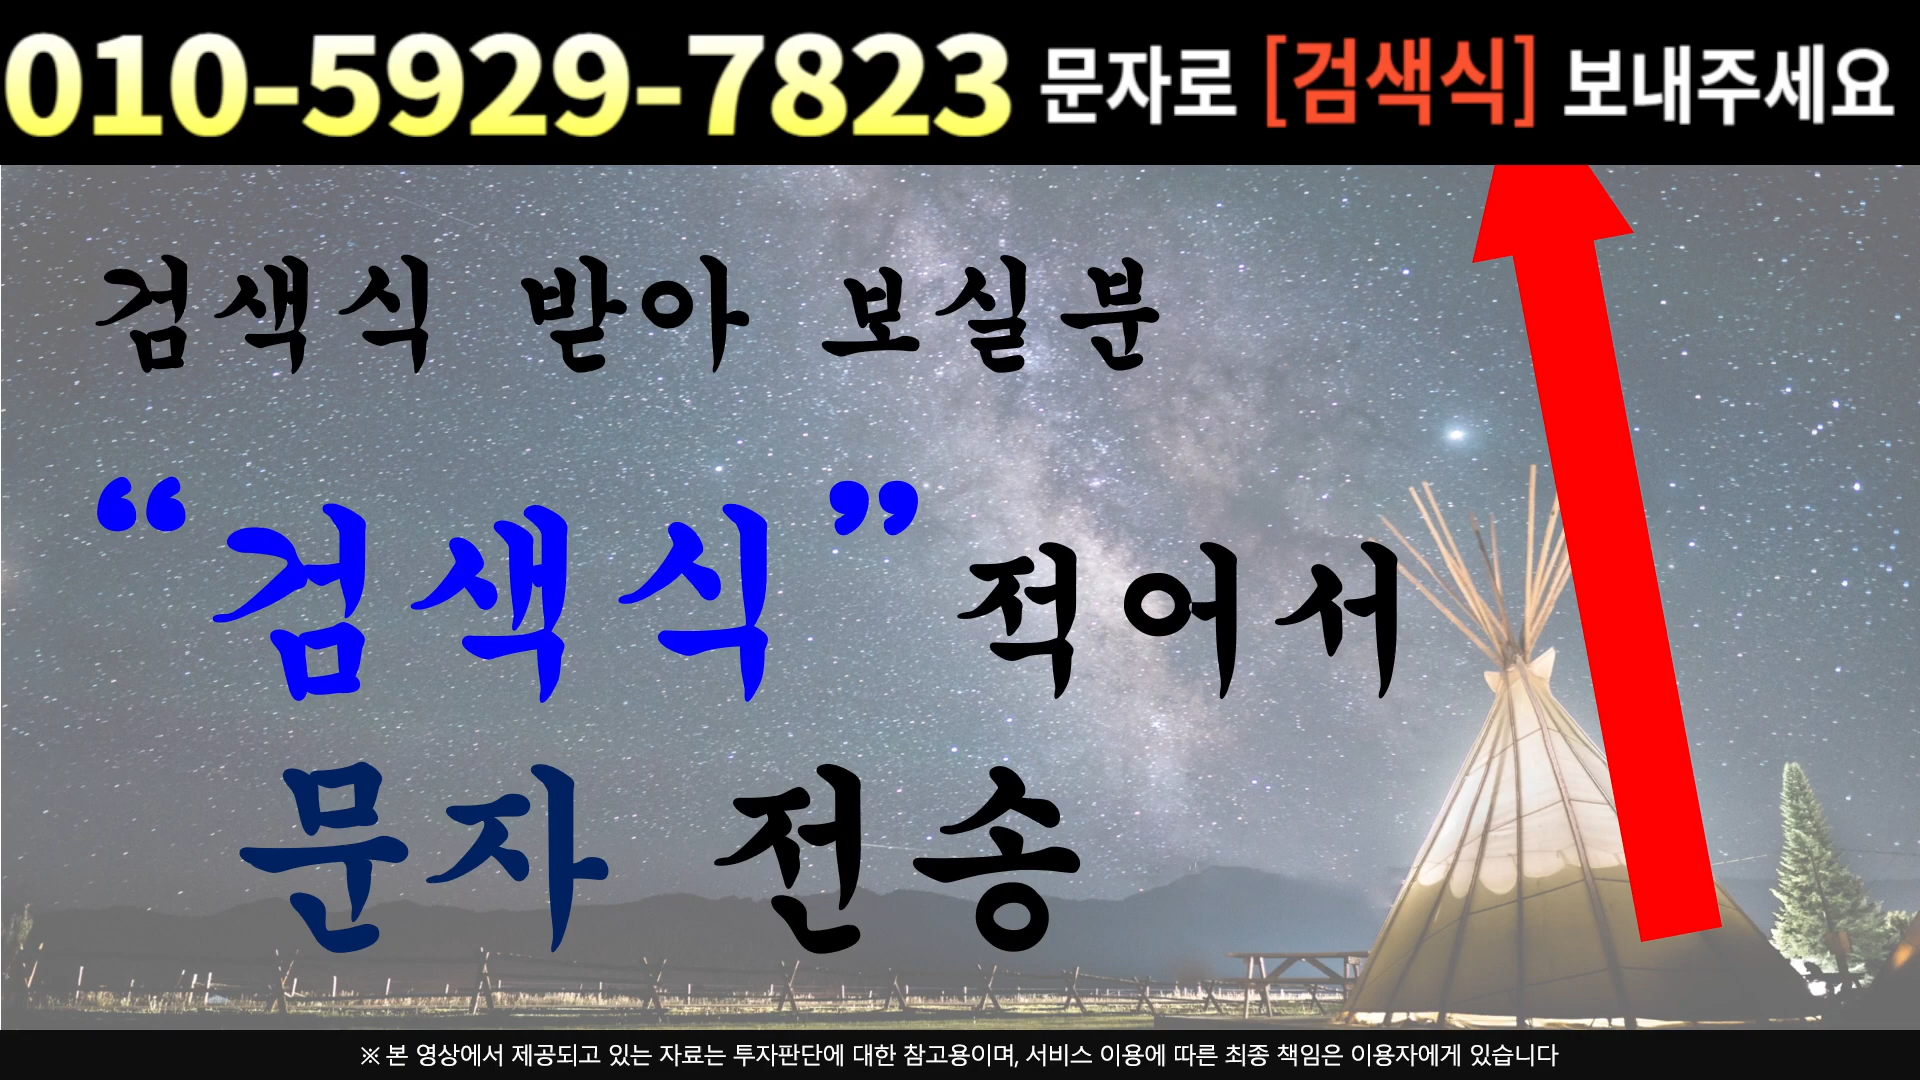 010-5929-7823 문자로 [검색식] 보내주세요
검색식 받아 보실분
“검색식” 적어서
문자 전송
※ 본 영상에서 제공되고 있는 자료는 투자판단에 대한 참고용이며, 서비스 이용에 따른 최종 책임은 이용자에게 있습니다